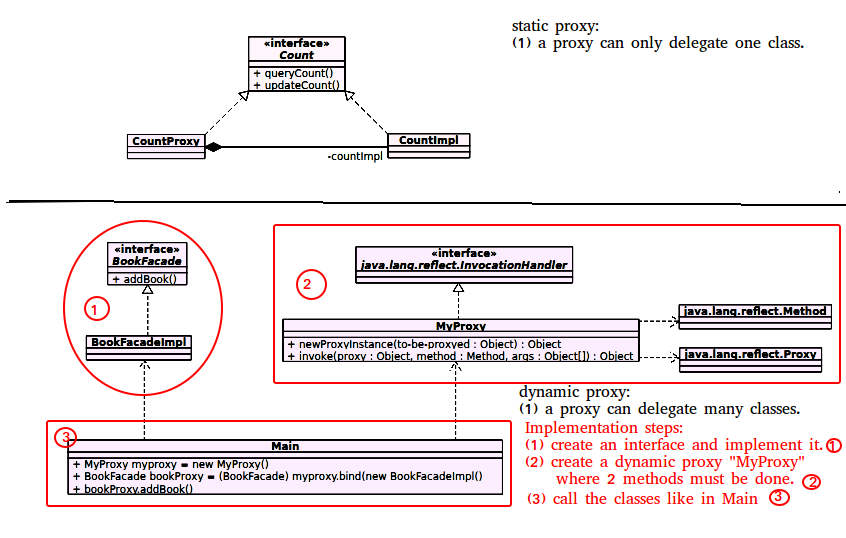 static proxy:
(1) a proxy can only delegate one class.
«interface»
Count
+ queryCount()
+ updateCount()
CountProxy
CountImpl
-countImpl
«interface»
BookFacade
+ addBook()
1
BookFacadeImpl
2
«interface»
java.lang.reflect.InvocationHandler
MyProxy
+ newProxyInstance(to-be-proxyed : Object) : Object
+ invoke(proxy : Object, method : Method, args : Object[]) : Object
java.lang.reflect.Method
java.lang.reflect.Proxy
dynamic proxy:
(1) a proxy can delegate many classes.
Implementation steps:
(1) create an interface and implement it. 1
(2) create a dynamic proxy "MyProxy"
where 2 methods must be done. 2
(3) call the classes like in Main 3
3
Main
+ MyProxy myproxy = new MyProxy()
+ BookFacade bookProxy = (BookFacade) myproxy.bind(new BookFacadeImpl()
+ bookProxy.addBook()